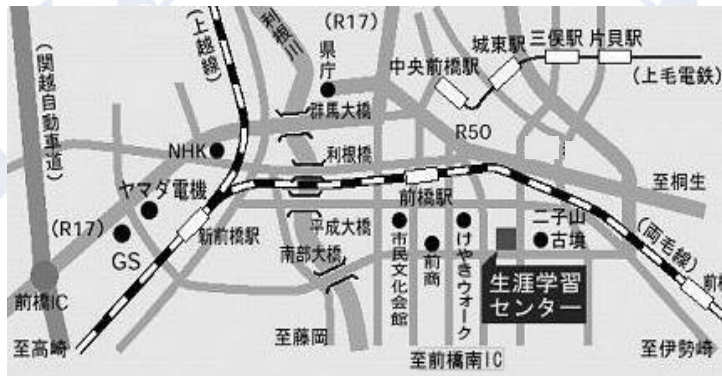 (関越自動車道)
(上越線)
利根川
(R17)
県庁
中央前橋駅
城東駅
三俣駅
片貝駅
(上毛電鉄)
群馬大橋
R50
NHK
利根橋
至桐生
ヤマダ電機
前橋駅
(R17)
新前橋駅
平成大橋
二子山
古墳
(両毛線)
GS
南部大橋
市民文化会館
前商
けやきウォーク
生涯学習
センター
前橋IC
至高崎
至藤岡
至前橋南IC
至伊勢崎